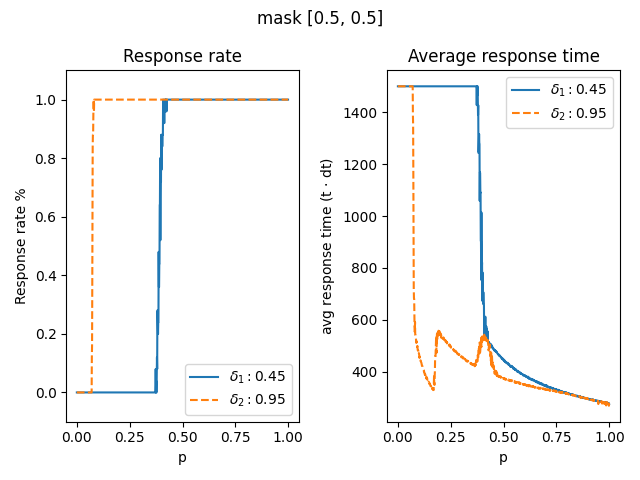 mask [0.5, 0.5]
Response rate
Response rate %
1.0
0.8
0.6
0.4
0.2
0.0
δ₁ : 0.45
δ₂ : 0.95
0.00 0.25 0.50 0.75 1.00
p
Average response time
avg response time (t · dt)
1400
1200
1000
800
600
400
δ₁ : 0.45
δ₂ : 0.95
0.00 0.25 0.50 0.75 1.00
p